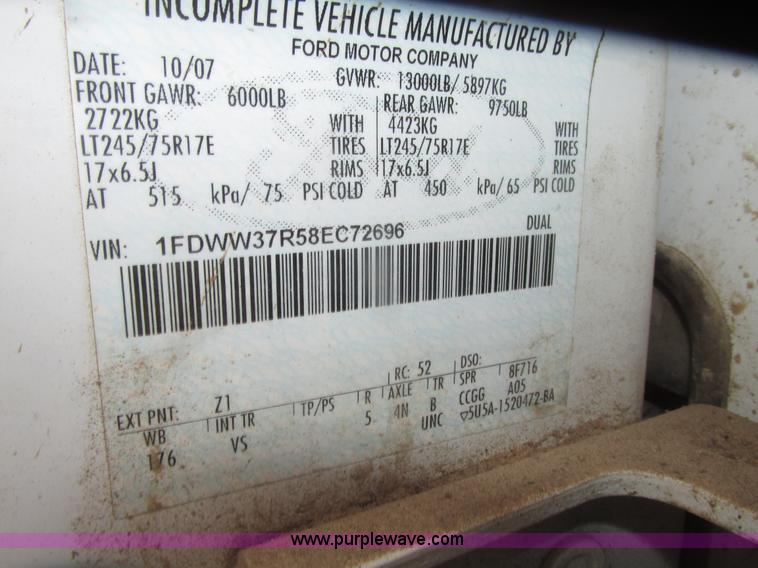 INCOMPLETE VEHICLE MANUFACTURED BY
FORD MOTOR COMPANY
DATE: 10/07 GVWR: 13000LB/ 5897KG
FRONT GAWR: 6000LB REAR GAWR: 9750LB
2722KG WITH 4423KG WITH
LT245/75R17E TIRES LT245/75R17E TIRES
17x6.5J RIMS 17x6.5J RIMS
AT 515 kPa/ 75 PSI COLD AT 450 kPa/ 65 PSI COLD
VIN: 1FDWW37R58EC72696 DUAL
EXT PNT: Z1 RC: 52 DSO:
WB INT TR TP/PS R AXLE TR SPR 8F716
176 VS 5 4N B CCGG A05
UNC ▽5U5A-1520472-BA
www.purplewave.com